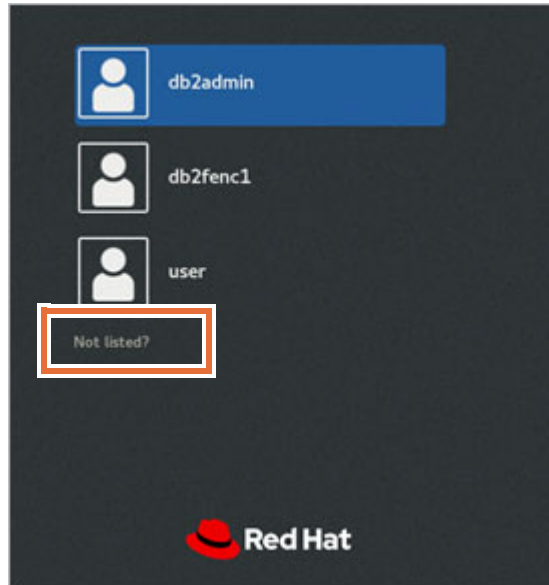 db2admin
db2fenc1
user
Not listed?
Red Hat